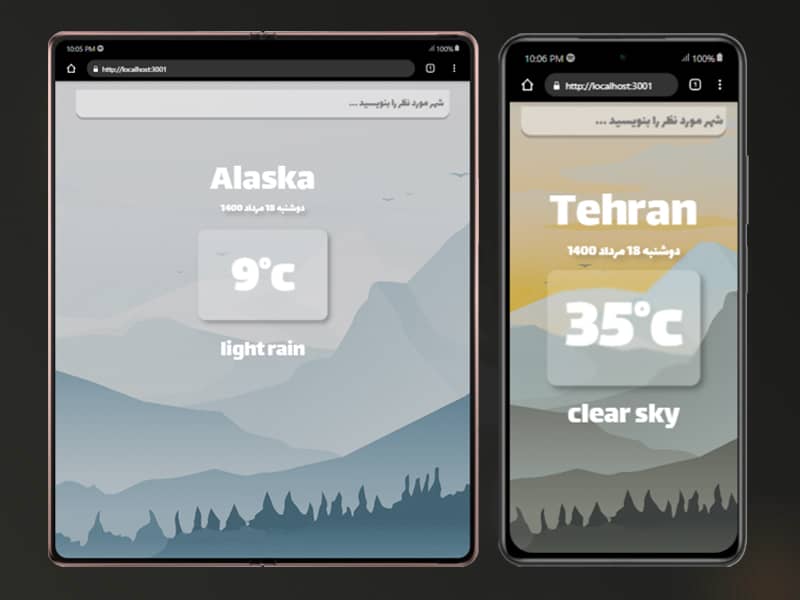 10:05 PM
100%
http://localhost:3001
1
شهر مورد نظر را بنویسید ...
Alaska
دوشنبه 18 مرداد 1400
9°c
light rain
10:06 PM
100%
http://localhost:3001
1
شهر مورد نظر را بنویسید ...
Tehran
دوشنبه 18 مرداد 1400
35°c
clear sky